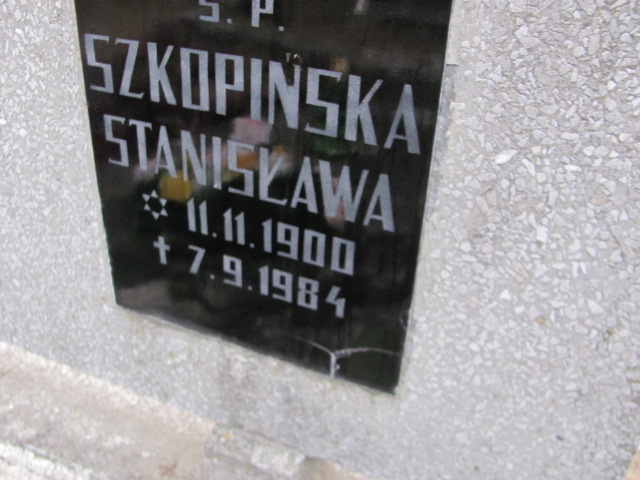 Ś. P.
SZKOPIŃSKA
STANISŁAWA
✡ 11.11.1900
† 7.9.1984